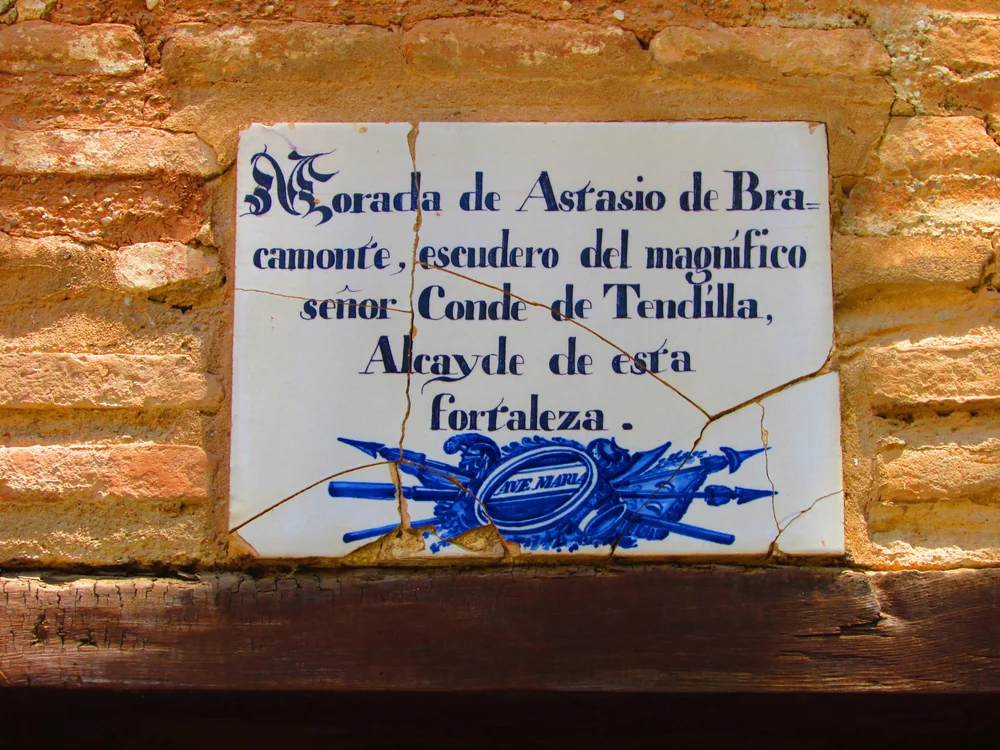 Morada de Astasio de Bra=
camonte, escudero del magnífico
señor Conde de Tendilla,
Alcayde de esta
fortaleza.
AVE MARIA